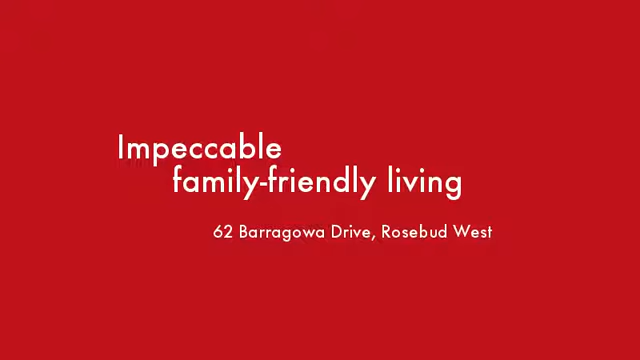 Impeccable
family-friendly living
62 Barragowa Drive, Rosebud West